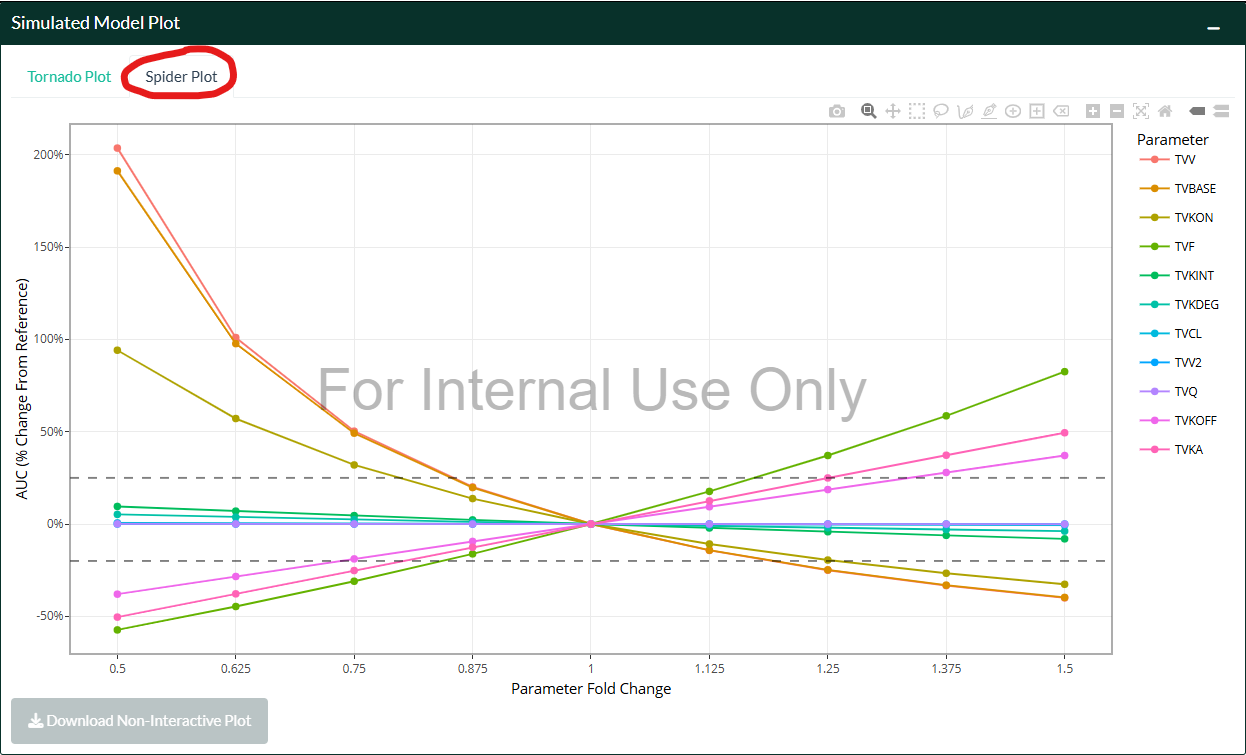 Simulated Model Plot
Tornado Plot Spider Plot
Parameter
TVV
TVBASE
TVKON
TVF
TVKINT
TVKDEG
TVCL
TVV2
TVQ
TVKOFF
TVKA
200%
150%
100%
50%
0%
-50%
AUC (% Change From Reference)
For Internal Use Only
0.5 0.625 0.75 0.875 1 1.125 1.25 1.375 1.5
Parameter Fold Change
Download Non-Interactive Plot